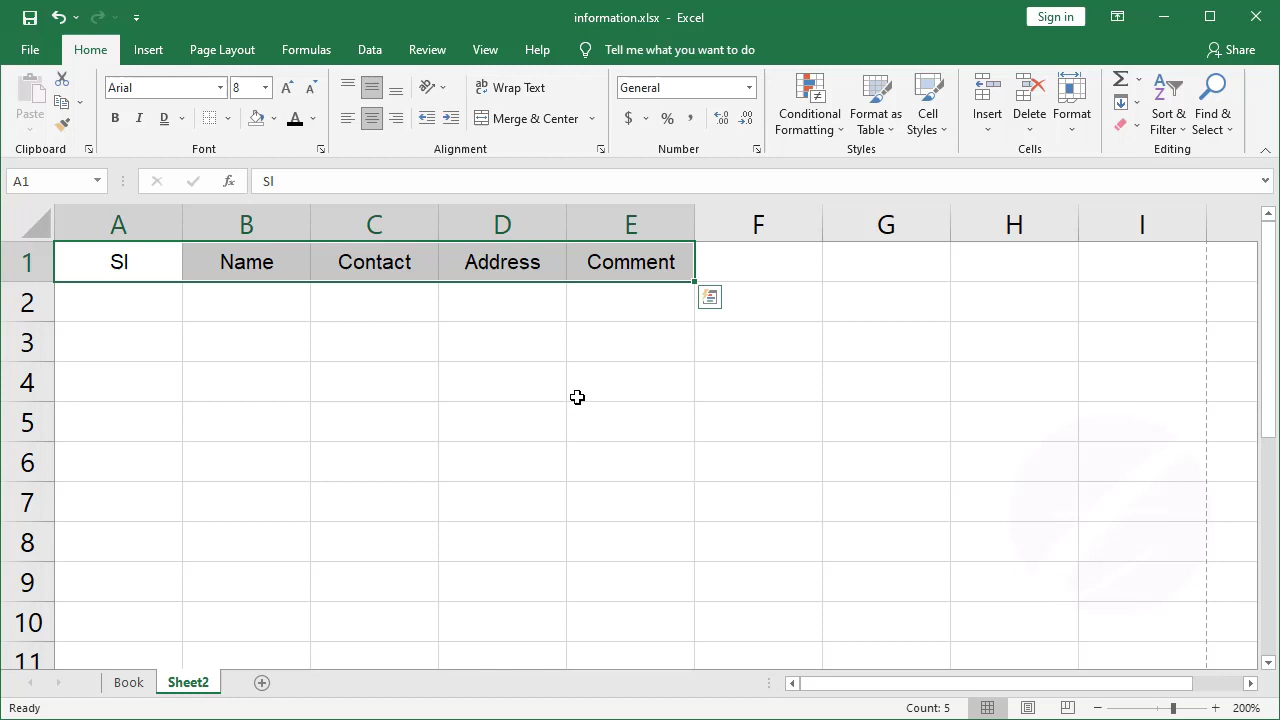 information.xlsx - Excel
Sign in
File Home Insert Page Layout Formulas Data Review View Help Tell me what you want to do Share
Paste
Arial 8
B I D A
Wrap Text
Merge & Center
General
$ % ,
Conditional Formatting
Format as Table
Cell Styles
Insert
Delete
Format
Sort & Filter
Find & Select
Clipboard Font Alignment Number Styles Cells Editing
A1 fx SI
A B C D E F G H I
1 SI Name Contact Address Comment
2
3
4
5
6
7
8
9
10
11
Book Sheet2
Ready Count: 5 200%